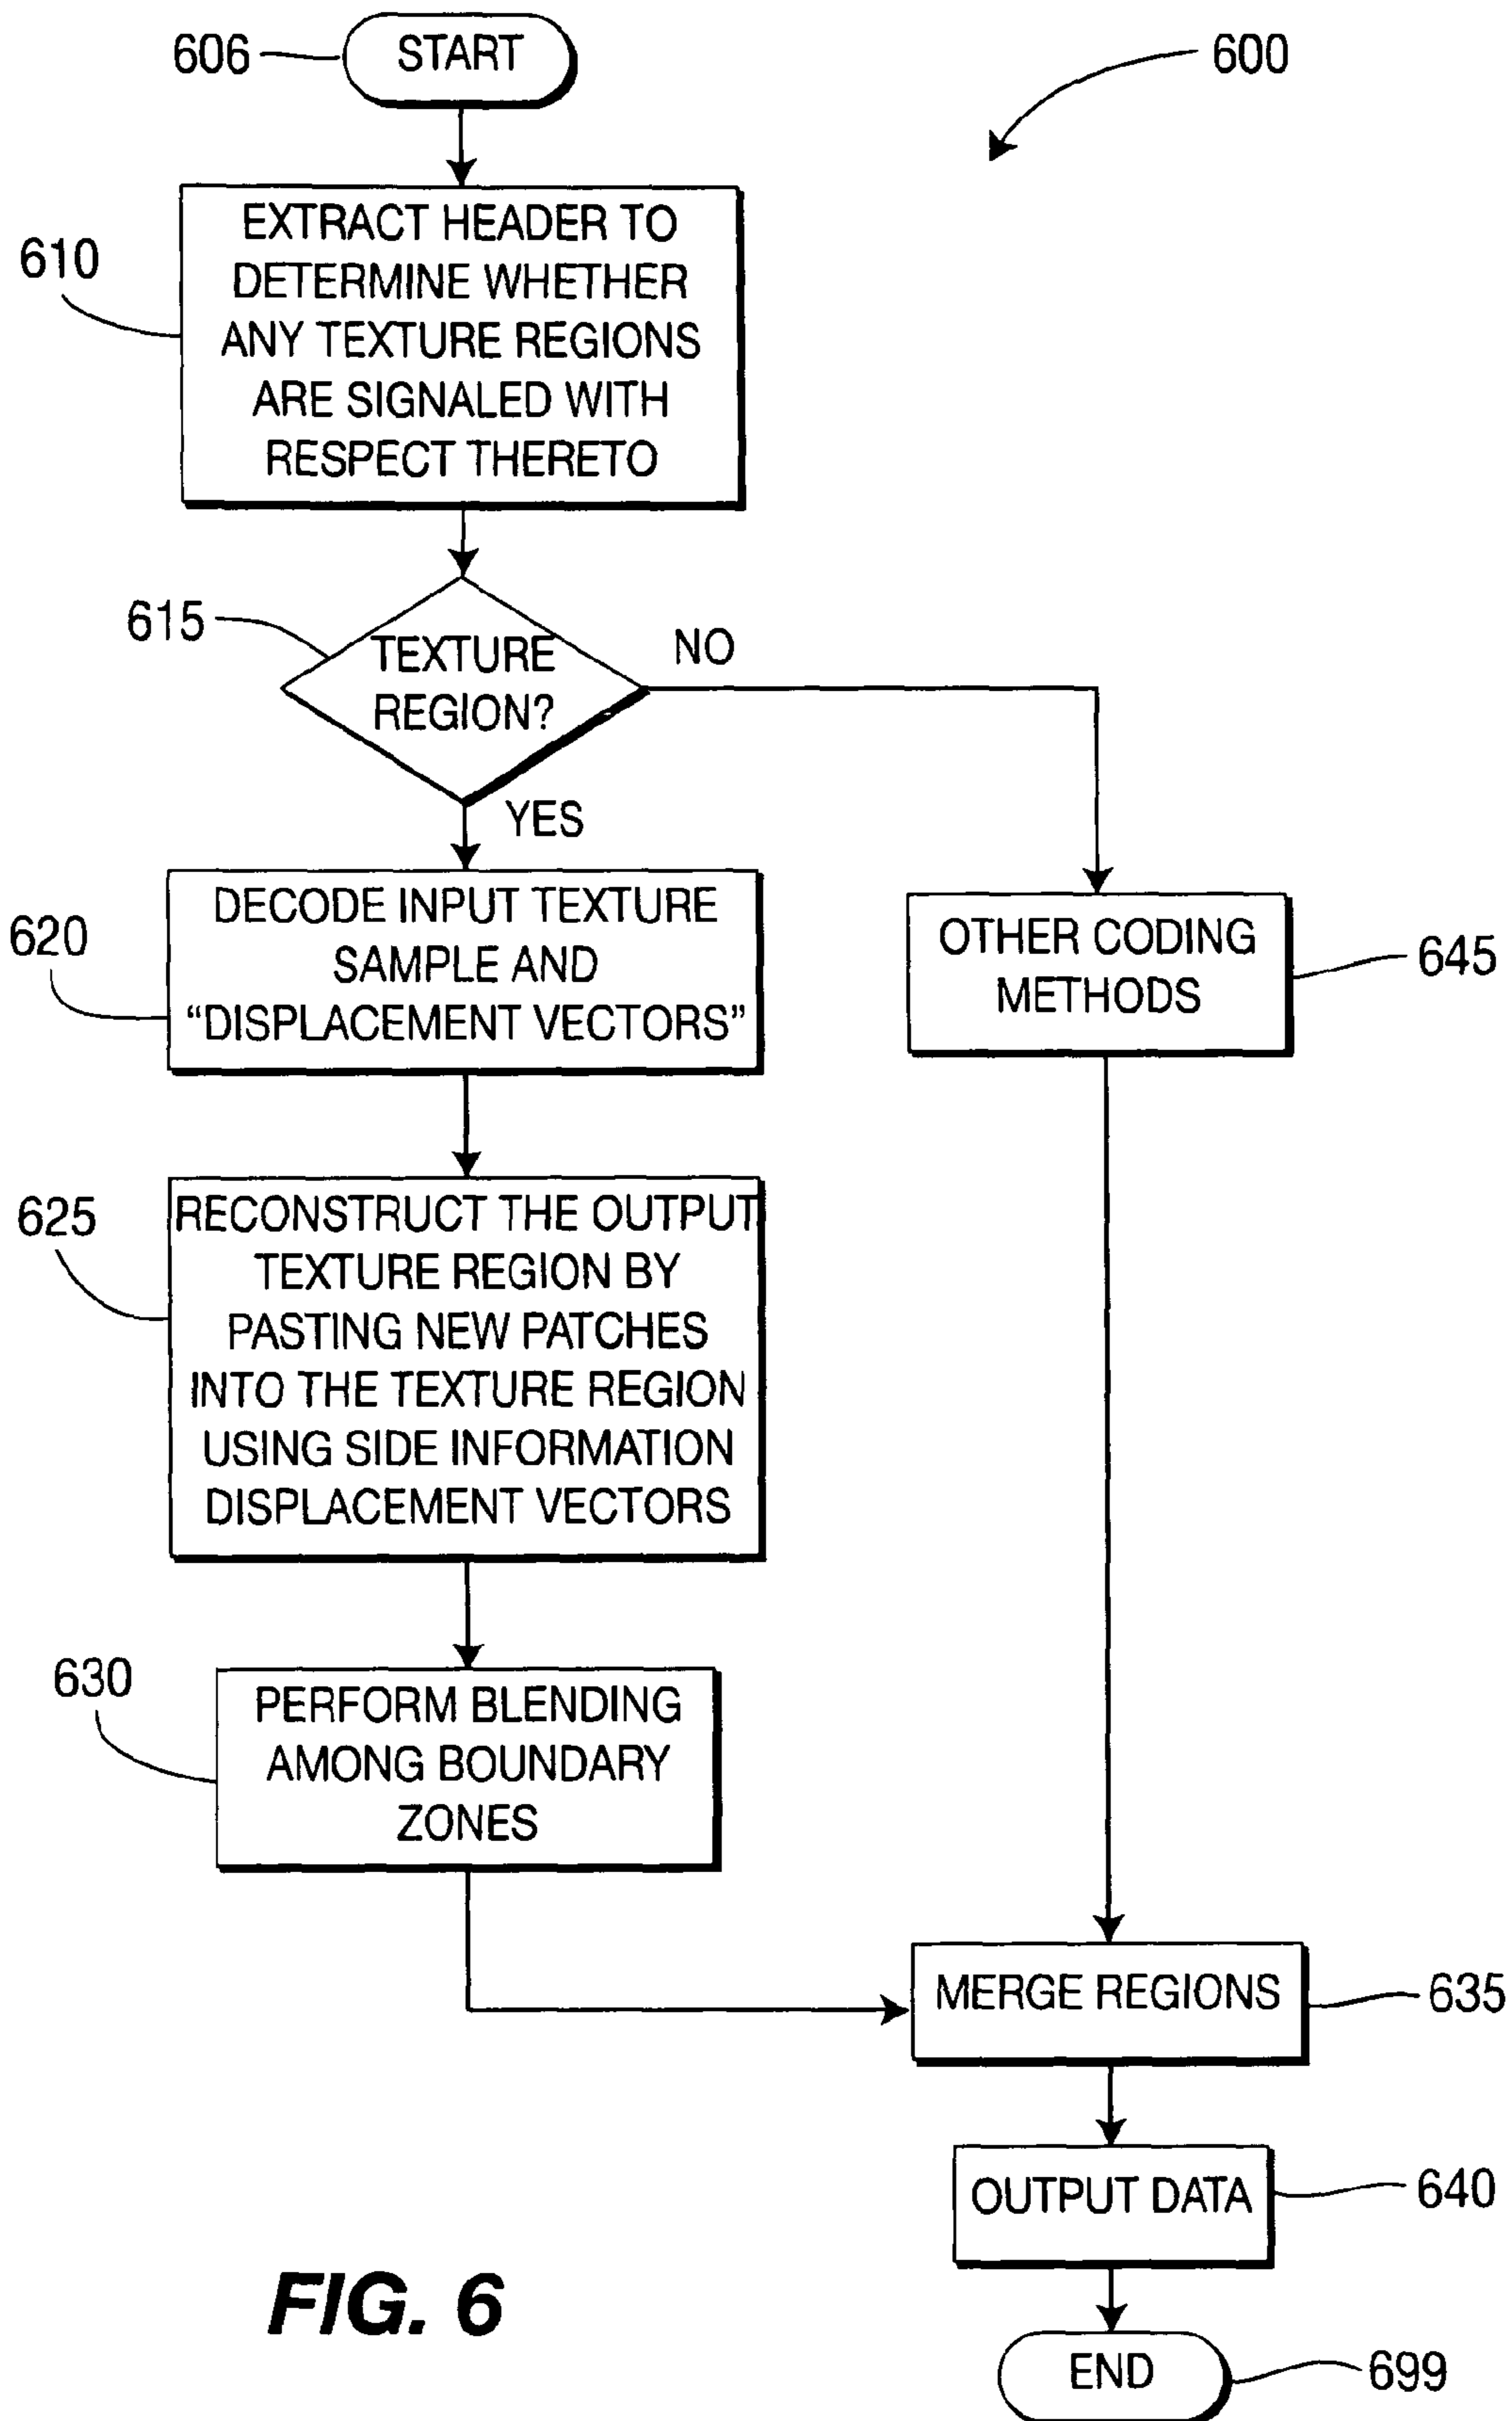 606
START
600
610
EXTRACT HEADER TO
DETERMINE WHETHER
ANY TEXTURE REGIONS
ARE SIGNALED WITH
RESPECT THERETO
615
TEXTURE
REGION?
NO
YES
620
DECODE INPUT TEXTURE
SAMPLE AND
“DISPLACEMENT VECTORS”
OTHER CODING
METHODS
645
625
RECONSTRUCT THE OUTPUT
TEXTURE REGION BY
PASTING NEW PATCHES
INTO THE TEXTURE REGION
USING SIDE INFORMATION
DISPLACEMENT VECTORS
630
PERFORM BLENDING
AMONG BOUNDARY
ZONES
MERGE REGIONS
635
OUTPUT DATA
640
END
699
FIG. 6